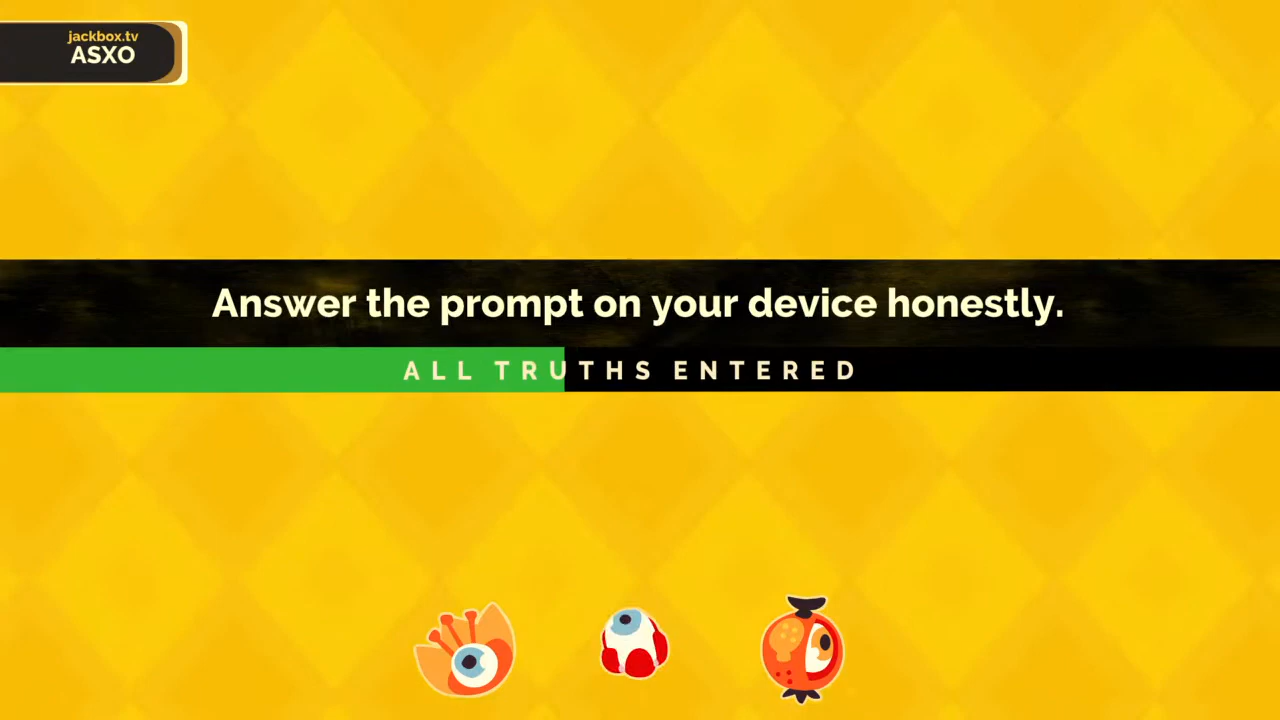 jackbox.tv
ASXO
Answer the prompt on your device honestly.
ALL TRUTHS ENTERED